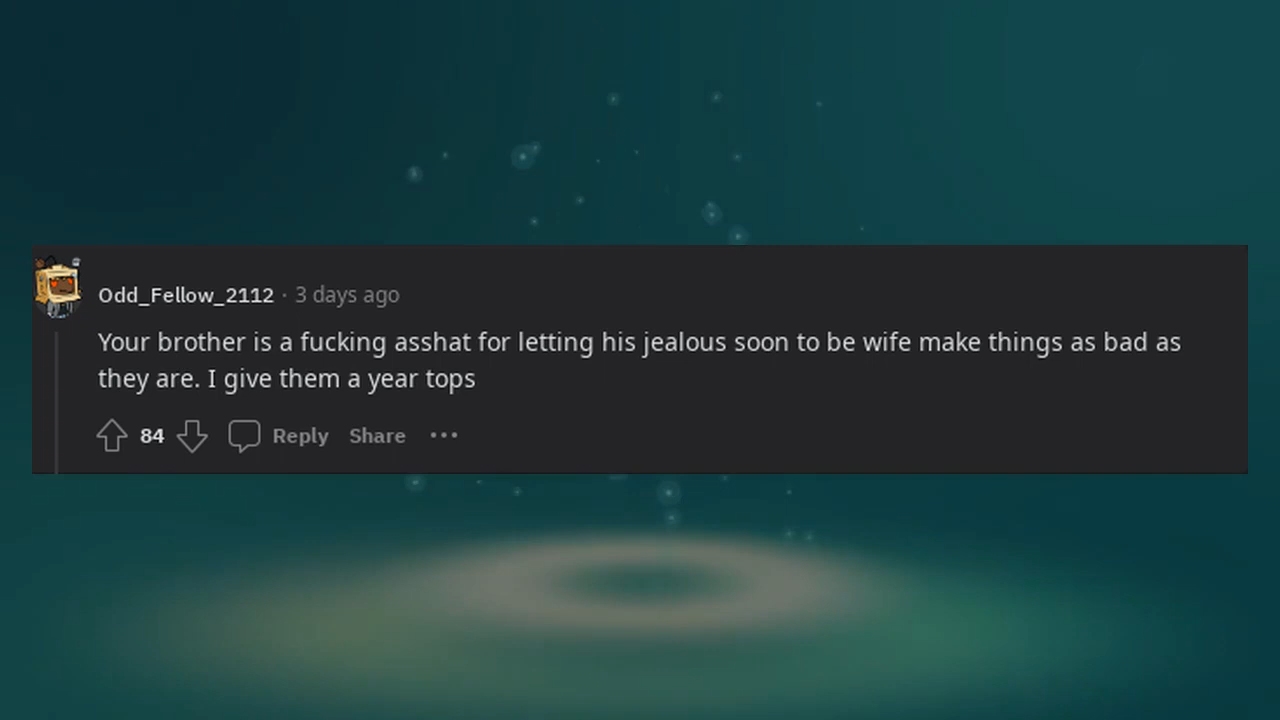 Odd_Fellow_2112 · 3 days ago
Your brother is a fucking asshat for letting his jealous soon to be wife make things as bad as
they are. I give them a year tops
84 Reply Share ···